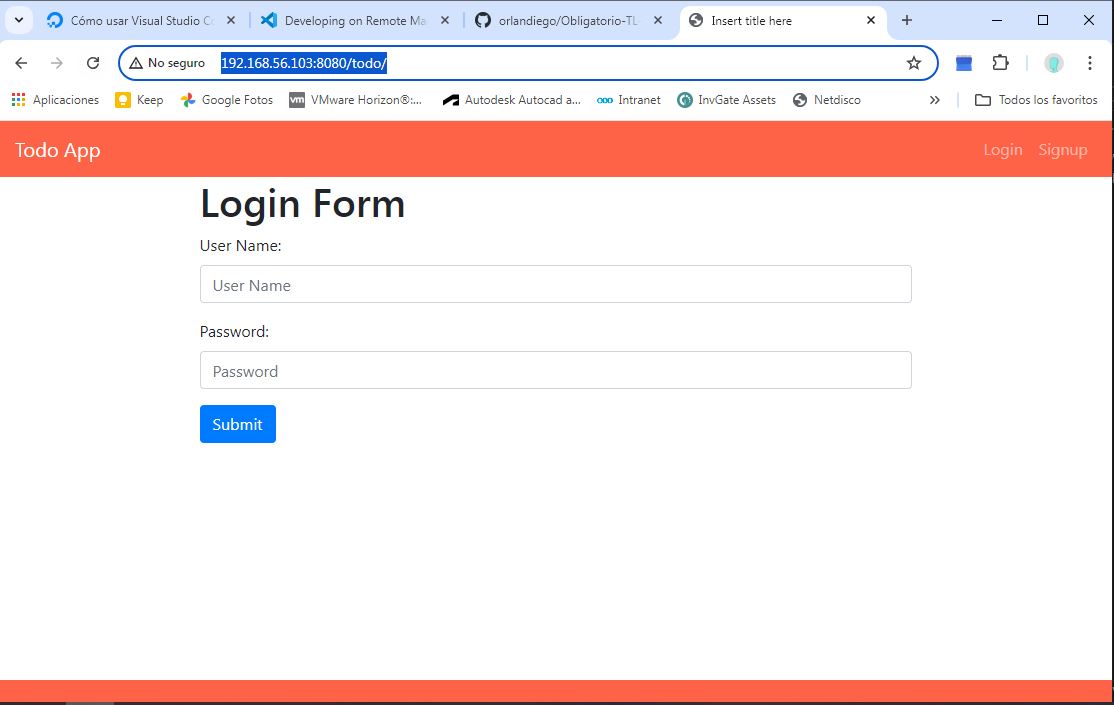 Cómo usar Visual Studio Co
Developing on Remote Ma
orlandiego/Obligatorio-TL-
Insert title here
No seguro
192.168.56.103:8080/todo/
Aplicaciones
Keep
Google Fotos
vm VMware Horizon®:...
Autodesk Autocad a...
Intranet
InvGate Assets
Netdisco
Todos los favoritos
Todo App
Login
Signup
Login Form
User Name:
User Name
Password:
Password
Submit